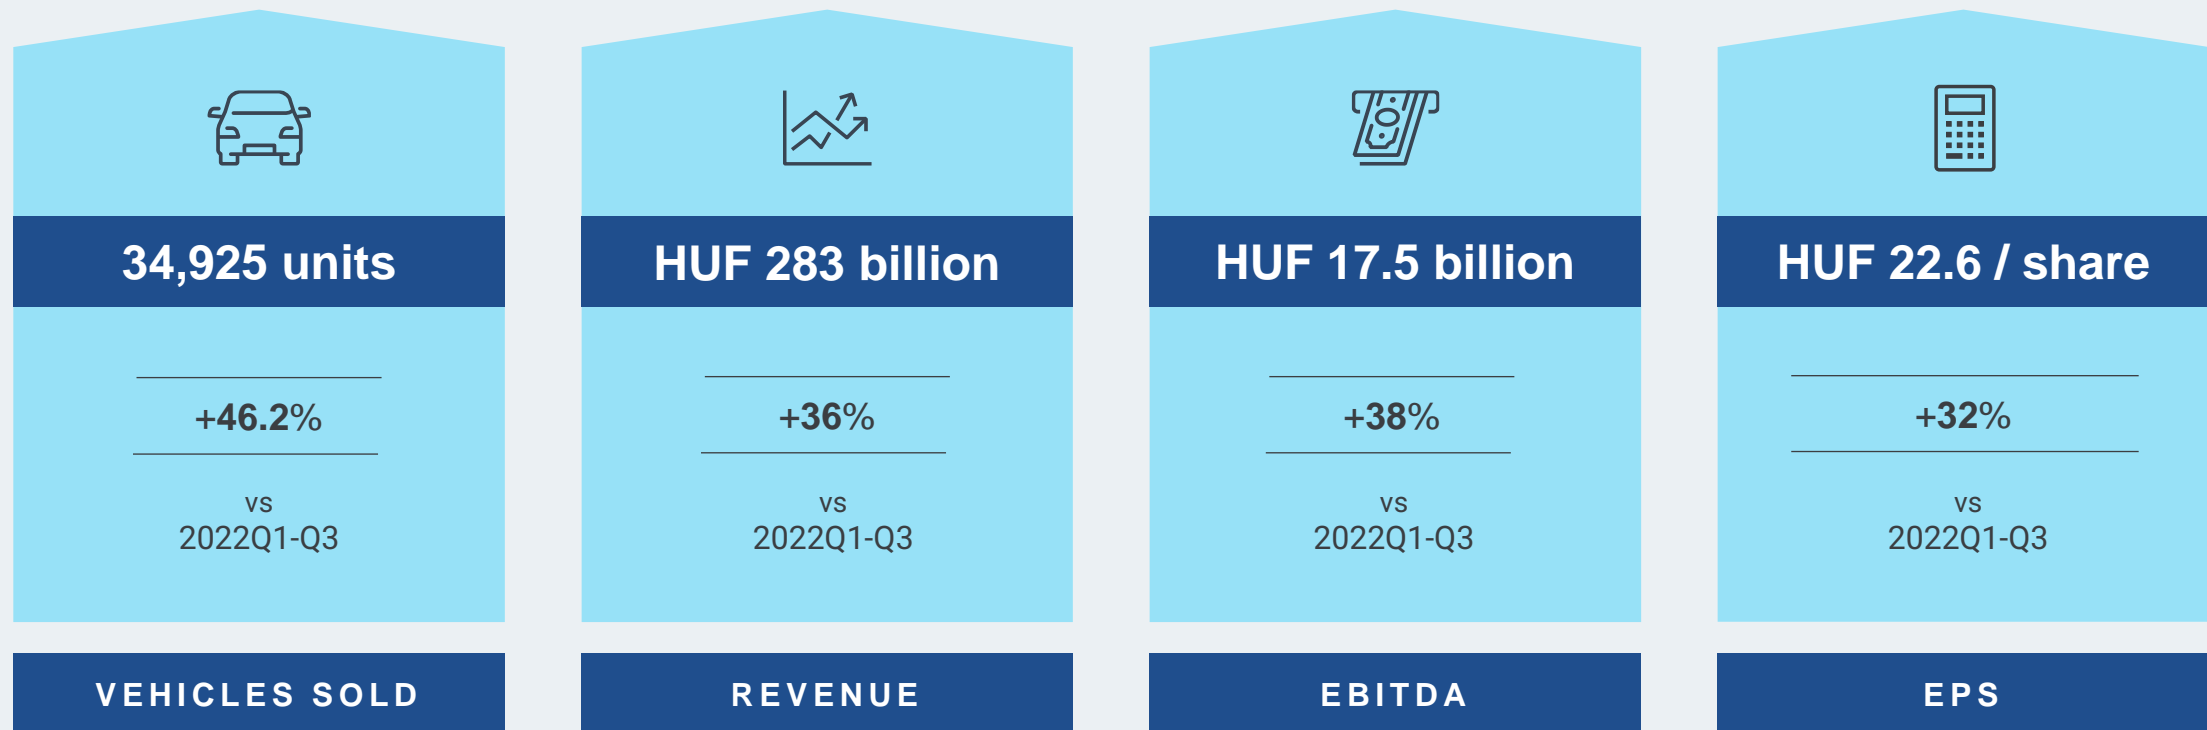 34,925 units
+46.2%
vs
2022Q1-Q3
VEHICLES SOLD
HUF 283 billion
+36%
vs
2022Q1-Q3
REVENUE
HUF 17.5 billion
+38%
vs
2022Q1-Q3
EBITDA
HUF 22.6 / share
+32%
vs
2022Q1-Q3
EPS